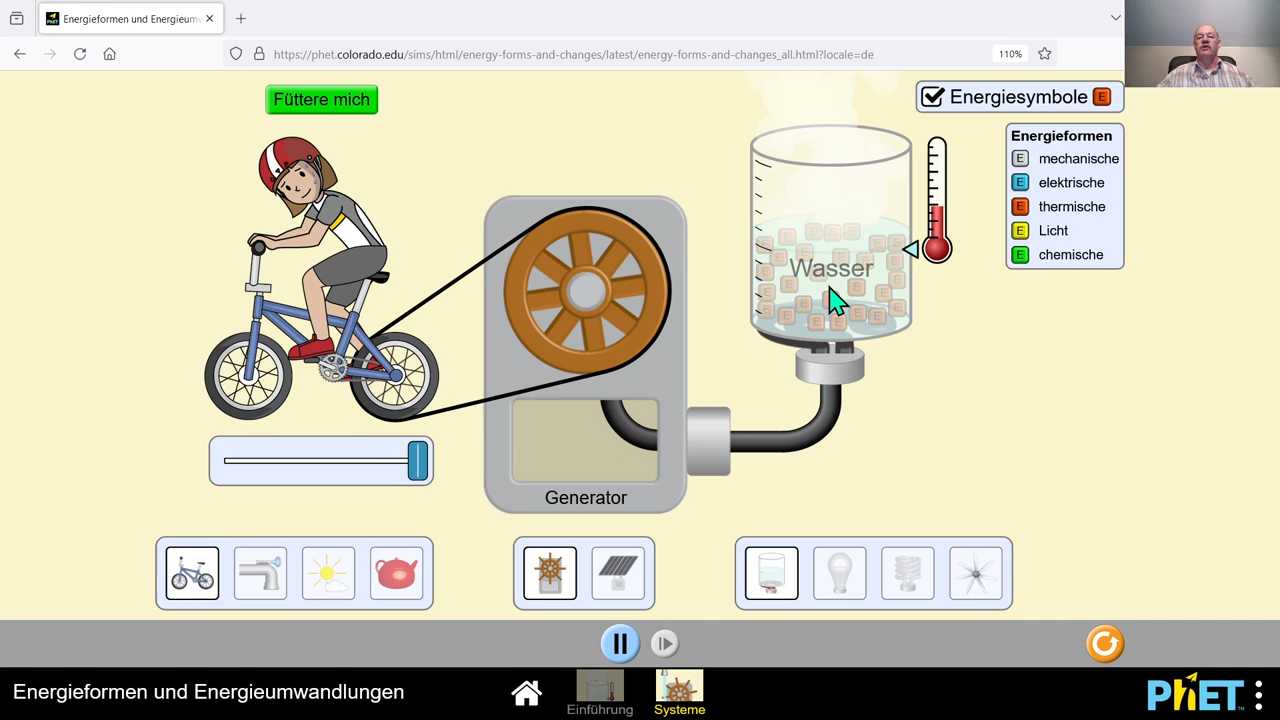 Energieformen und Energieum
https://phet.colorado.edu/sims/html/energy-forms-and-changes/latest/energy-forms-and-changes_all.html?locale=de
110%
Füttere mich
Energiesymbole E
Energieformen
E mechanische
E elektrische
E thermische
E Licht
E chemische
Wasser
Generator
Energieformen und Energieumwandlungen
Einführung
Systeme
PhET